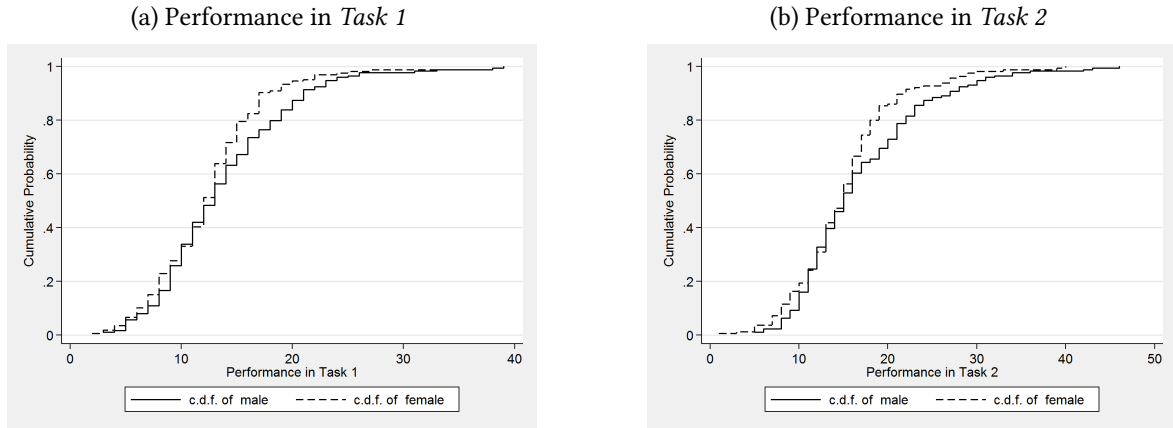 (a) Performance in Task 1
1
.8
.6
.4
.2
0
Cumulative Probability
0 10 20 30 40
Performance in Task 1
c.d.f. of male c.d.f. of female
(b) Performance in Task 2
1
.8
.6
.4
.2
0
Cumulative Probability
0 10 20 30 40 50
Performance in Task 2
c.d.f. of male c.d.f. of female